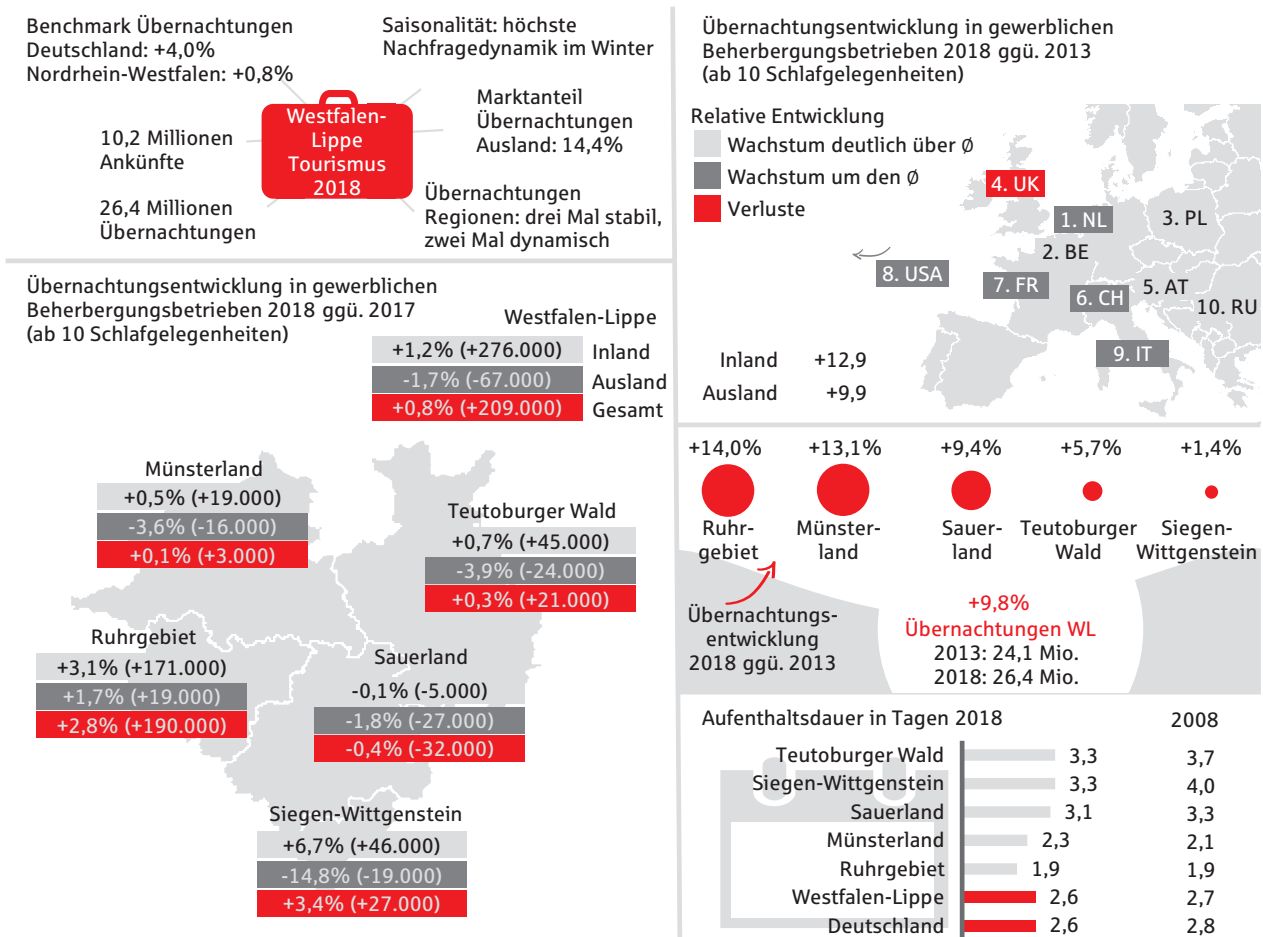 Benchmark Übernachtungen
Deutschland: +4,0%
Nordrhein-Westfalen: +0,8%
Saisonalität: höchste
Nachfragedynamik im Winter
10,2 Millionen
Ankünfte
Westfalen-
Lippe
Tourismus
2018
Marktanteil
Übernachtungen
Ausland: 14,4%
26,4 Millionen
Übernachtungen
Übernachtungen
Regionen: drei Mal stabil,
zwei Mal dynamisch
Übernachtungsentwicklung in gewerblichen
Beherbergungsbetrieben 2018 ggü. 2017
(ab 10 Schlafgelegenheiten)
Westfalen-Lippe
+1,2% (+276.000) Inland
-1,7% (-67.000) Ausland
+0,8% (+209.000) Gesamt
Münsterland
+0,5% (+19.000)
-3,6% (-16.000)
+0,1% (+3.000)
Teutoburger Wald
+0,7% (+45.000)
-3,9% (-24.000)
+0,3% (+21.000)
Ruhrgebiet
+3,1% (+171.000)
+1,7% (+19.000)
+2,8% (+190.000)
Sauerland
-0,1% (-5.000)
-1,8% (-27.000)
-0,4% (-32.000)
Siegen-Wittgenstein
+6,7% (+46.000)
-14,8% (-19.000)
+3,4% (+27.000)
Übernachtungsentwicklung in gewerblichen
Beherbergungsbetrieben 2018 ggü. 2013
(ab 10 Schlafgelegenheiten)
Relative Entwicklung
Wachstum deutlich über Ø
Wachstum um den Ø
Verluste
4. UK
1. NL
3. PL
2. BE
8. USA
7. FR
6. CH
5. AT
10. RU
9. IT
Inland +12,9
Ausland +9,9
+14,0% +13,1% +9,4% +5,7% +1,4%
Ruhr- Münster- Sauer- Teutoburger Siegen-
gebiet land land Wald Wittgenstein
Übernachtungs-
entwicklung
2018 ggü. 2013
+9,8%
Übernachtungen WL
2013: 24,1 Mio.
2018: 26,4 Mio.
Aufenthaltsdauer in Tagen 2018 2008
Teutoburger Wald 3,3 3,7
Siegen-Wittgenstein 3,3 4,0
Sauerland 3,1 3,3
Münsterland 2,3 2,1
Ruhrgebiet 1,9 1,9
Westfalen-Lippe 2,6 2,7
Deutschland 2,6 2,8